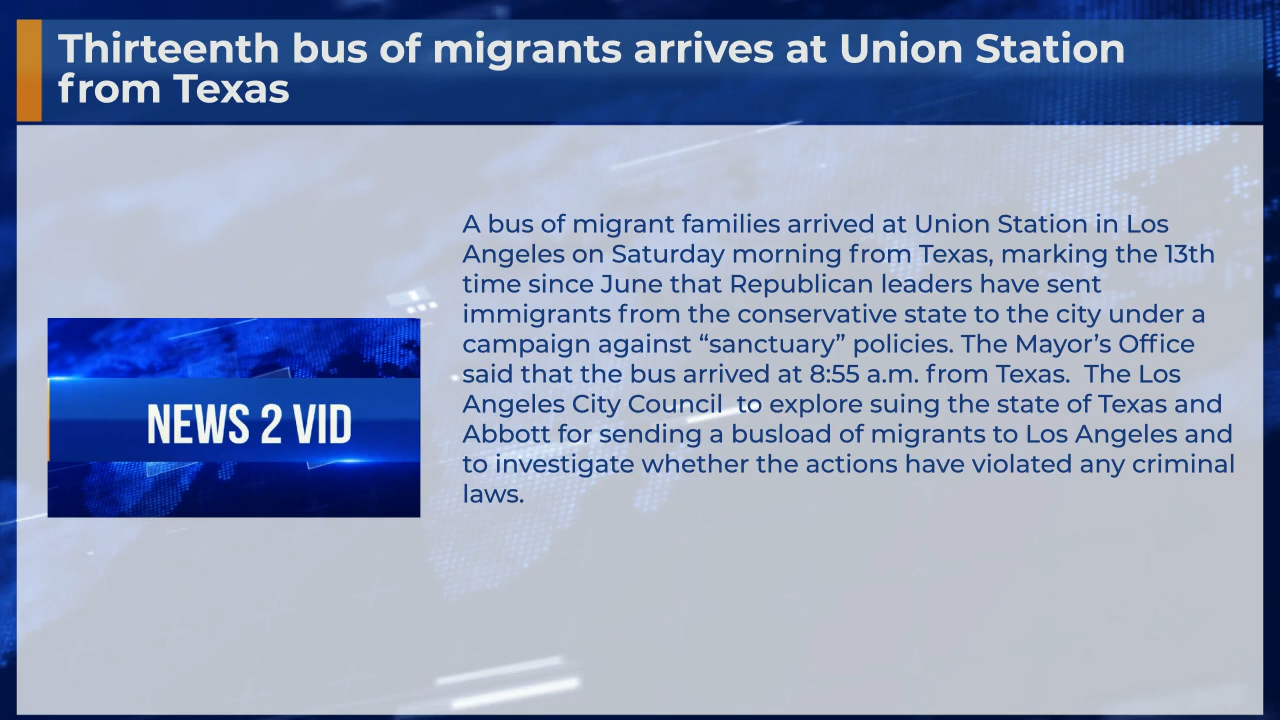 Thirteenth bus of migrants arrives at Union Station
from Texas
A bus of migrant families arrived at Union Station in Los
Angeles on Saturday morning from Texas, marking the 13th
time since June that Republican leaders have sent
immigrants from the conservative state to the city under a
campaign against “sanctuary” policies. The Mayor’s Office
said that the bus arrived at 8:55 a.m. from Texas.  The Los
Angeles City Council  to explore suing the state of Texas and
Abbott for sending a busload of migrants to Los Angeles and
to investigate whether the actions have violated any criminal
laws.
NEWS 2 VID